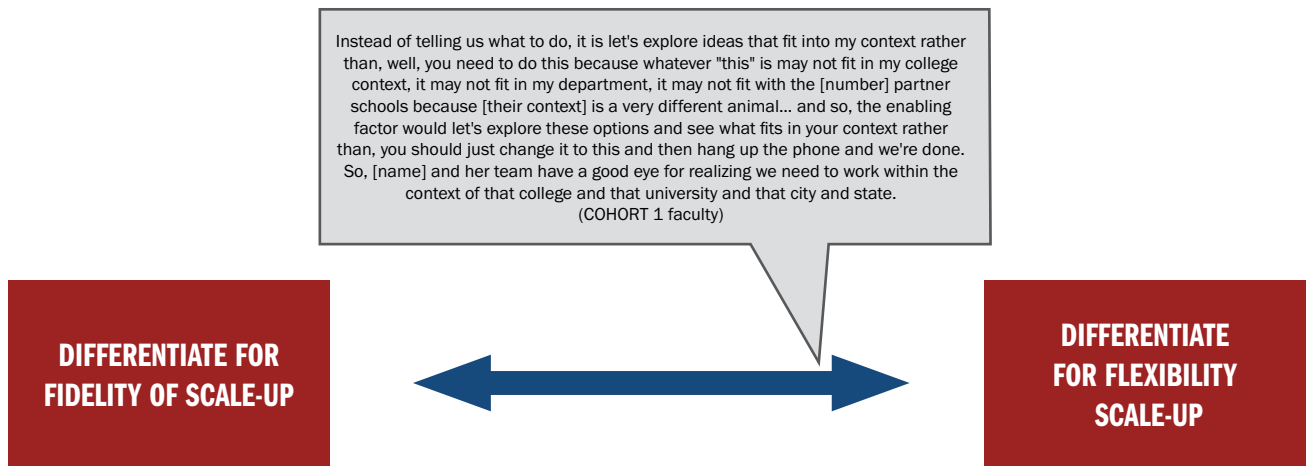 Instead of telling us what to do, it is let's explore ideas that fit into my context rather
than, well, you need to do this because whatever "this" is may not fit in my college
context, it may not fit in my department, it may not fit with the [number] partner
schools because [their context] is a very different animal... and so, the enabling
factor would let's explore these options and see what fits in your context rather
than, you should just change it to this and then hang up the phone and we're done.
So, [name] and her team have a good eye for realizing we need to work within the
context of that college and that university and that city and state.
(COHORT 1 faculty)
DIFFERENTIATE FOR
FIDELITY OF SCALE-UP
DIFFERENTIATE
FOR FLEXIBILITY
SCALE-UP